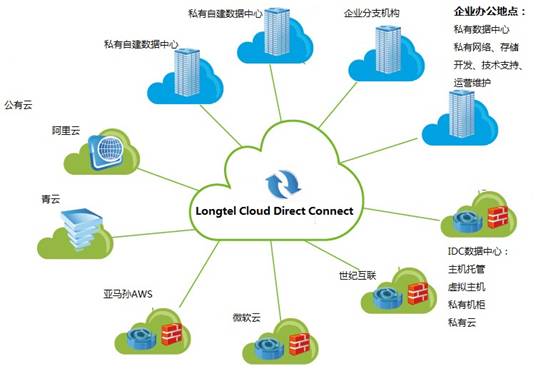 私有自建数据中心
企业分支机构
企业办公地点：
私有数据中心
私有网络、存储
开发、技术支持、
运营维护
私有自建数据中心
公有云
阿里云
青云
Longtel Cloud Direct Connect
IDC数据中心：
主机托管
虚拟主机
私有机柜
私有云
世纪互联
亚马孙AWS
微软云